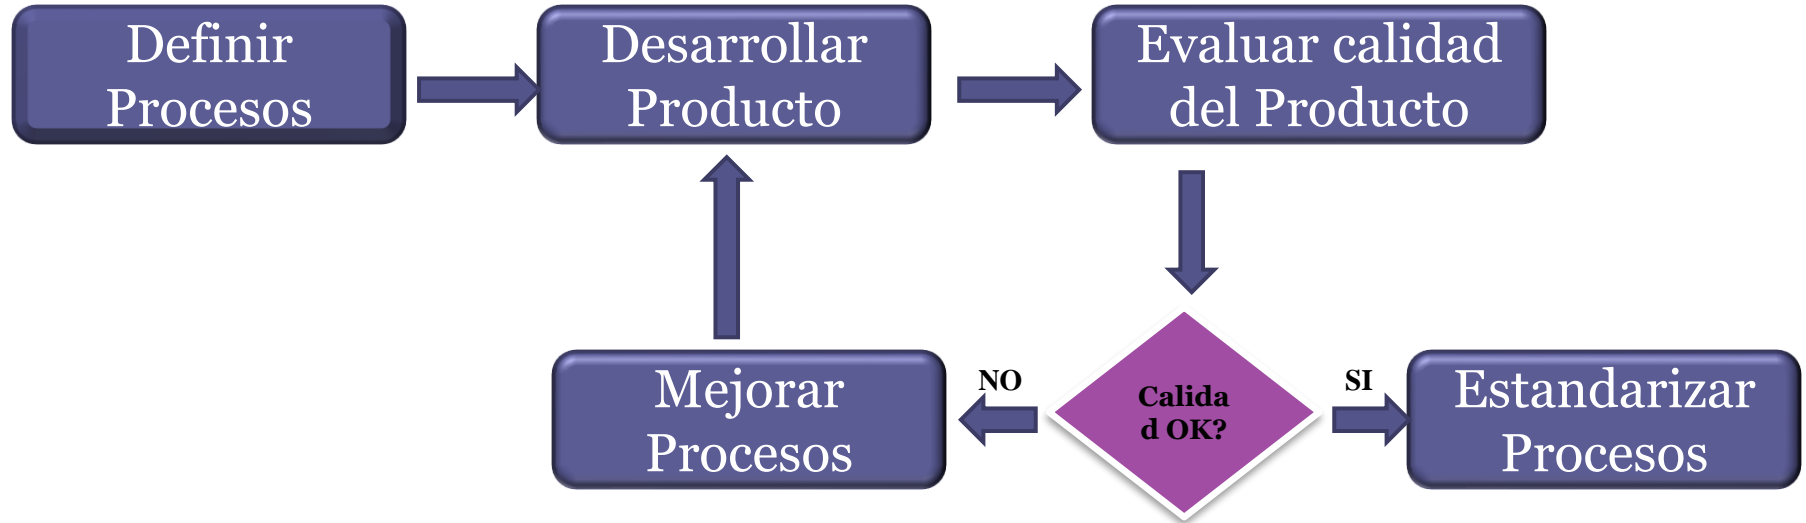 Definir
Procesos
Desarrollar
Producto
Evaluar calidad
del Producto
Mejorar
Procesos
NO
Calida
d OK?
SI
Estandarizar
Procesos